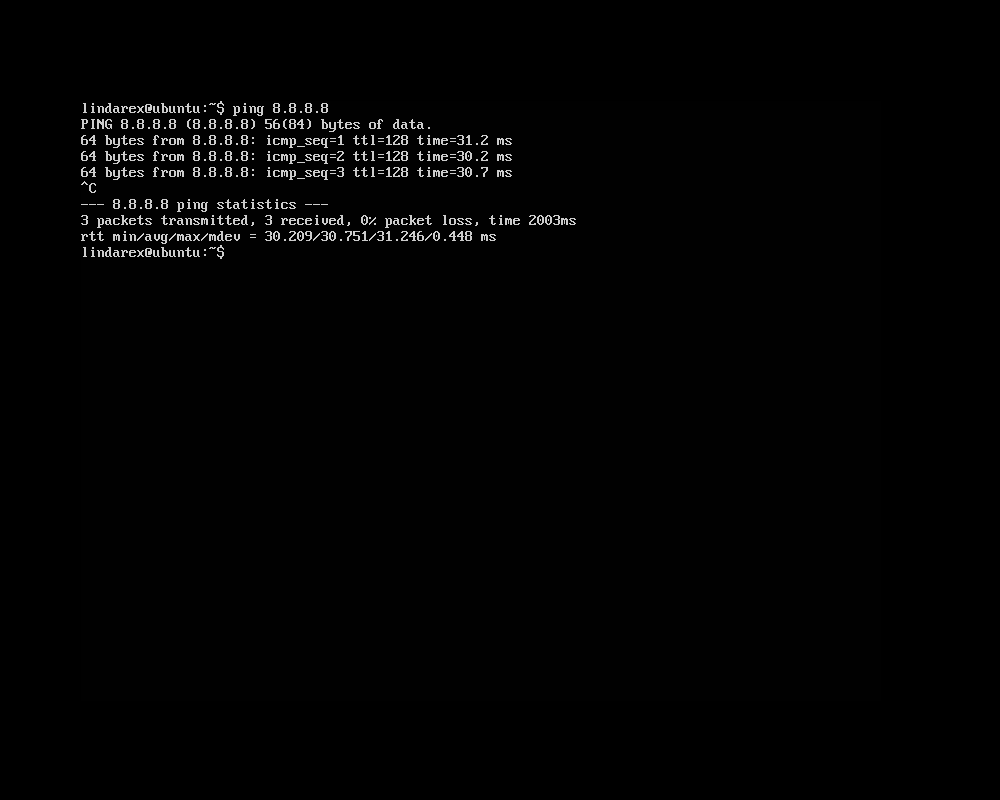 lindarex@ubuntu:~$ ping 8.8.8.8
PING 8.8.8.8 (8.8.8.8) 56(84) bytes of data.
64 bytes from 8.8.8.8: icmp_seq=1 ttl=128 time=31.2 ms
64 bytes from 8.8.8.8: icmp_seq=2 ttl=128 time=30.2 ms
64 bytes from 8.8.8.8: icmp_seq=3 ttl=128 time=30.7 ms
^C
--- 8.8.8.8 ping statistics ---
3 packets transmitted, 3 received, 0% packet loss, time 2003ms
rtt min/avg/max/mdev = 30.209/30.751/31.246/0.448 ms
lindarex@ubuntu:~$